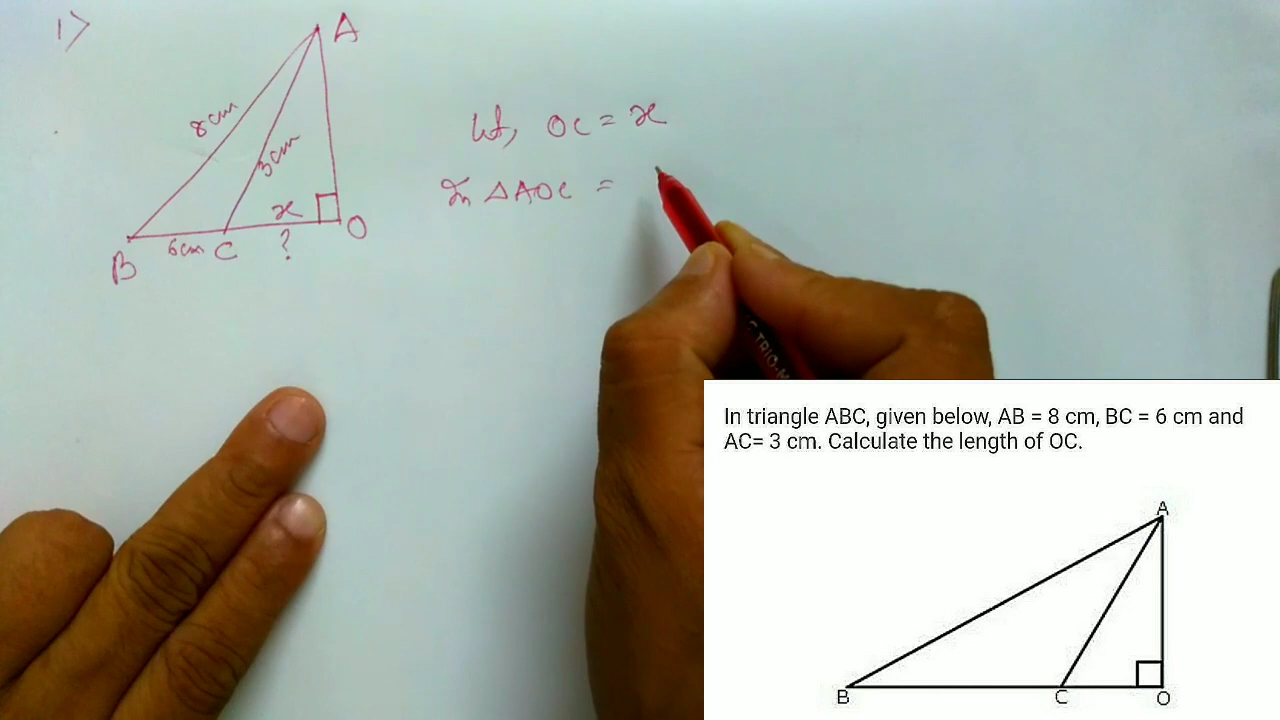 1>
A
8cm
3cm
x
O
B
6cm
C
?
let, OC = x
In △AOC =
In triangle ABC, given below, AB = 8 cm, BC = 6 cm and
AC= 3 cm. Calculate the length of OC.
A
B
C
O